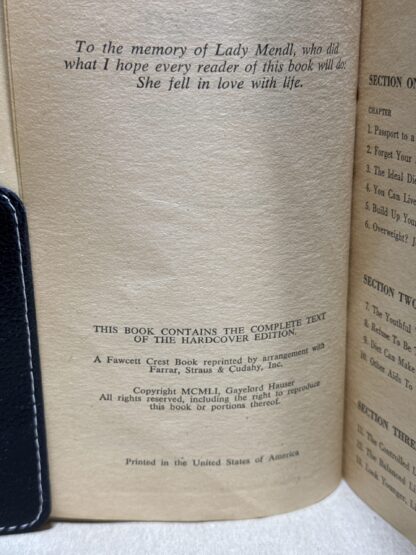 To the memory of Lady Mendl, who did
what I hope every reader of this book will do:
She fell in love with life.
THIS BOOK CONTAINS THE COMPLETE TEXT
OF THE HARDCOVER EDITION.
A Fawcett Crest Book reprinted by arrangement with
Farrar, Straus & Cudahy, Inc.
Copyright MCMLI, Gayelord Hauser
All rights reserved, including the right to reproduce
this book or portions thereof.
Printed in the United States of America
SECTION
CHAPTER
1. Passport to a
2. Forget Your
3. The Ideal
4. You Can Live
5. Build Up
6. Overweight?
SECTION TWO
7. The Youthful
8. Refuse To Be
9. Diet Can Make
10. Other Aids To
SECTION THREE
11. The Controlled
12. The Balanced
13. Look Younger,